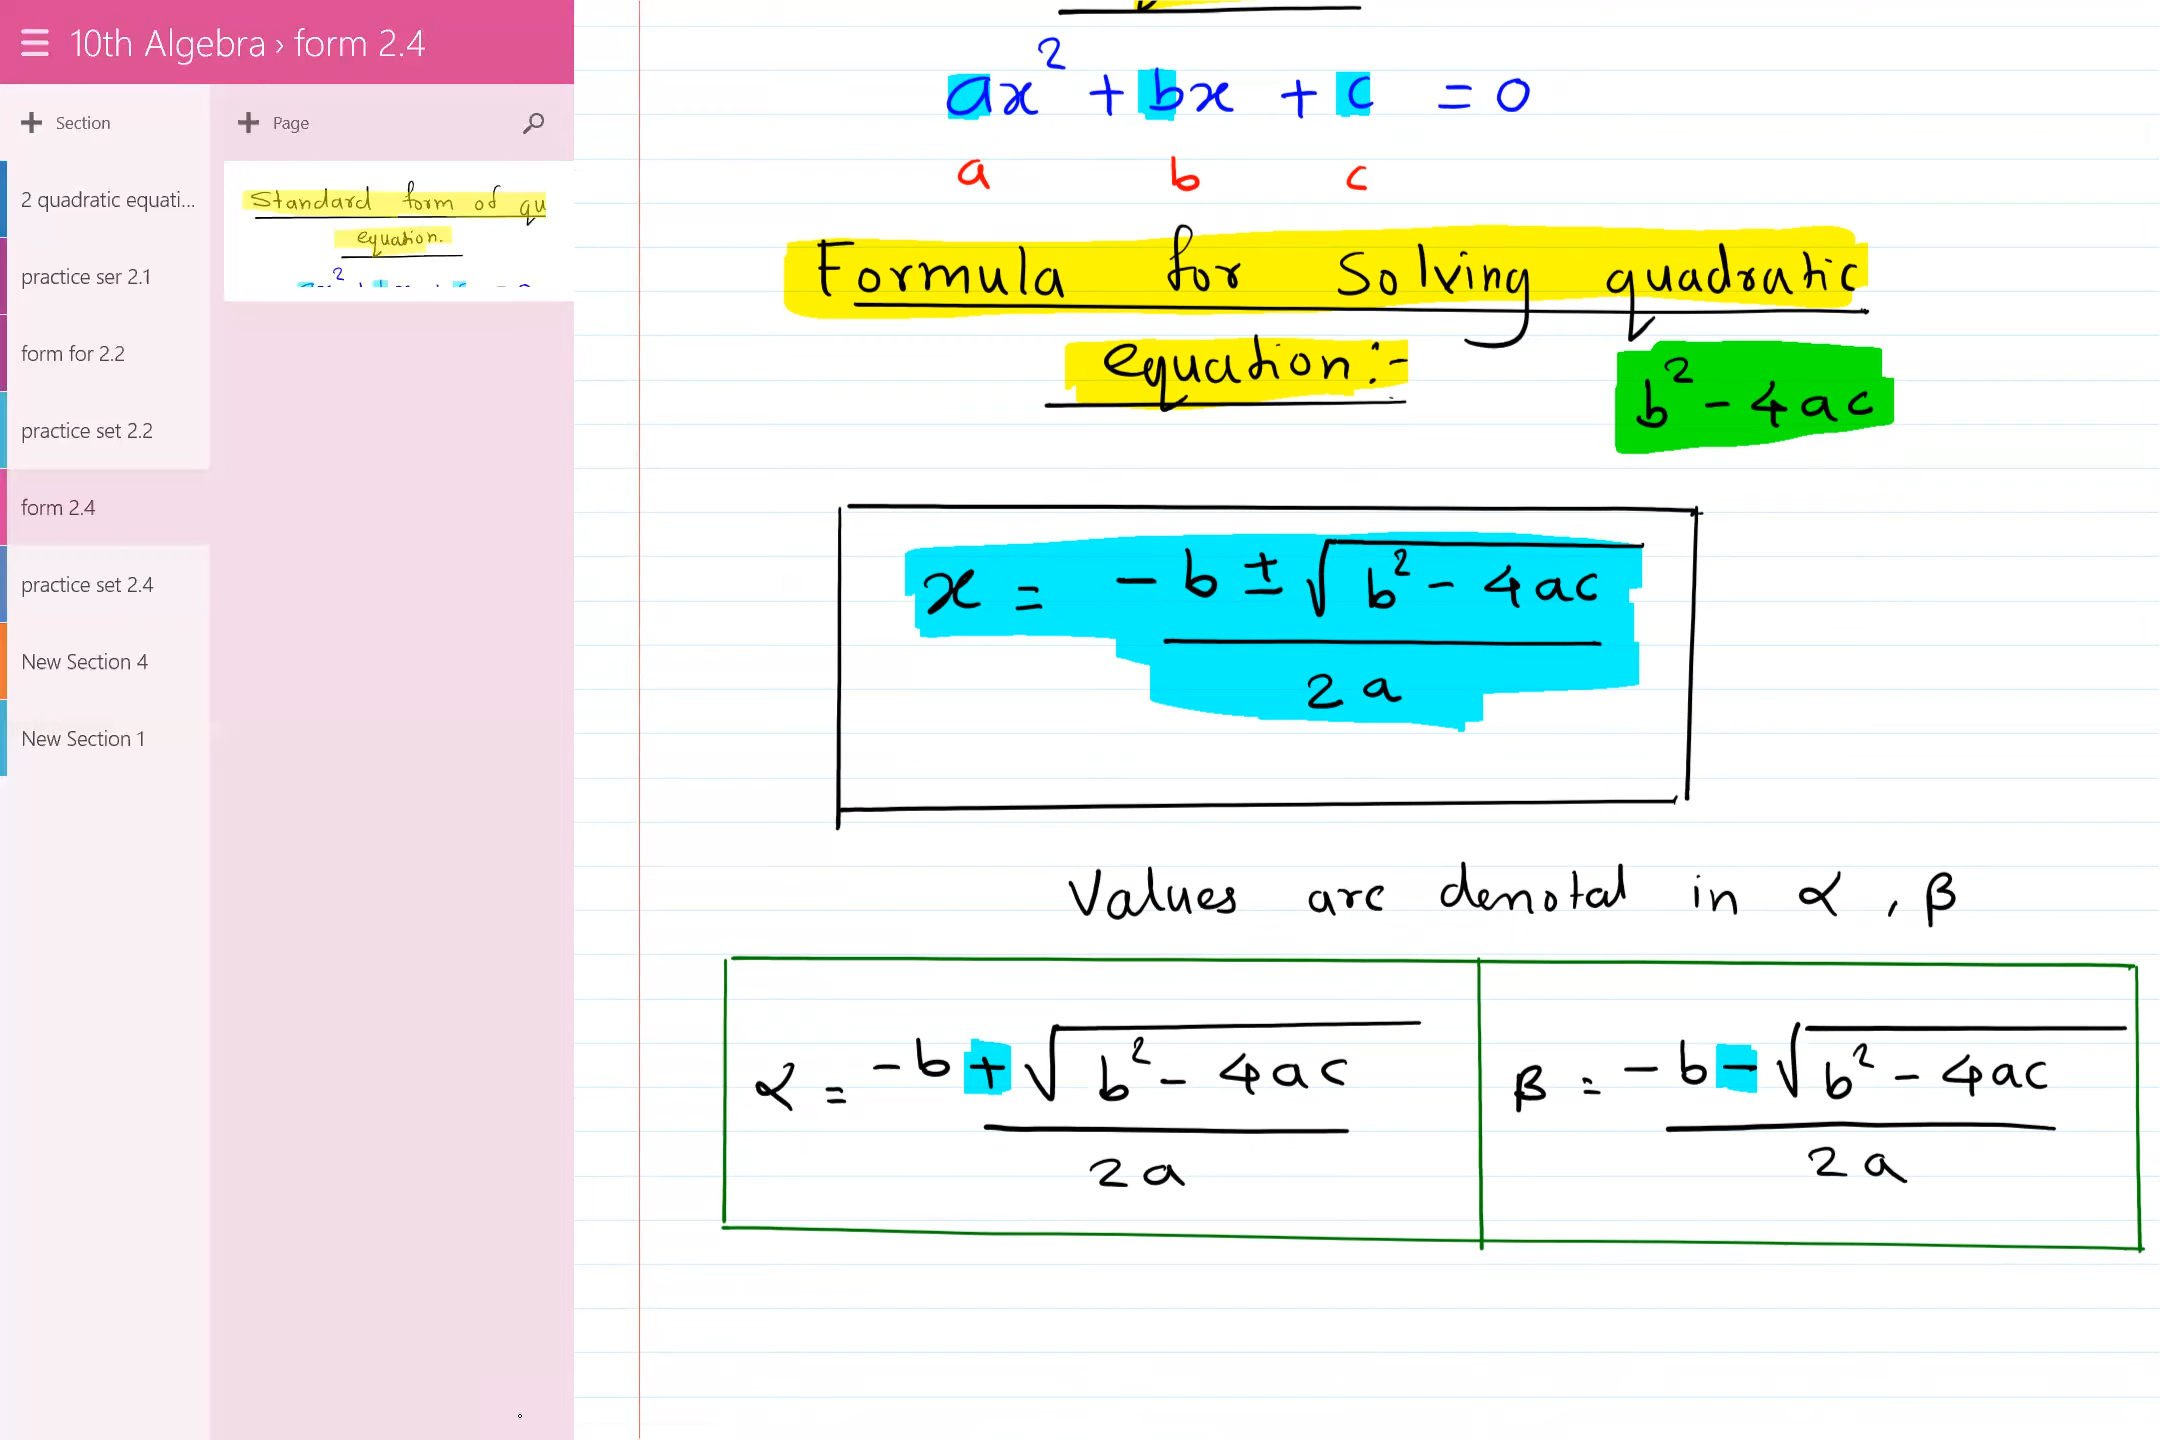 10th Algebra › form 2.4
+ Section
+ Page
2 quadratic equati...
practice ser 2.1
form for 2.2
practice set 2.2
form 2.4
practice set 2.4
New Section 4
New Section 1
Standard form of qu
equation.
ax² + bx + c = 0
a b c
Formula for Solving quadratic
equation :-
b² - 4ac
x = -b ± √b² - 4ac
2a
Values are denotal in α , β
α = -b + √b² - 4ac
2a
β = -b - √b² - 4ac
2a